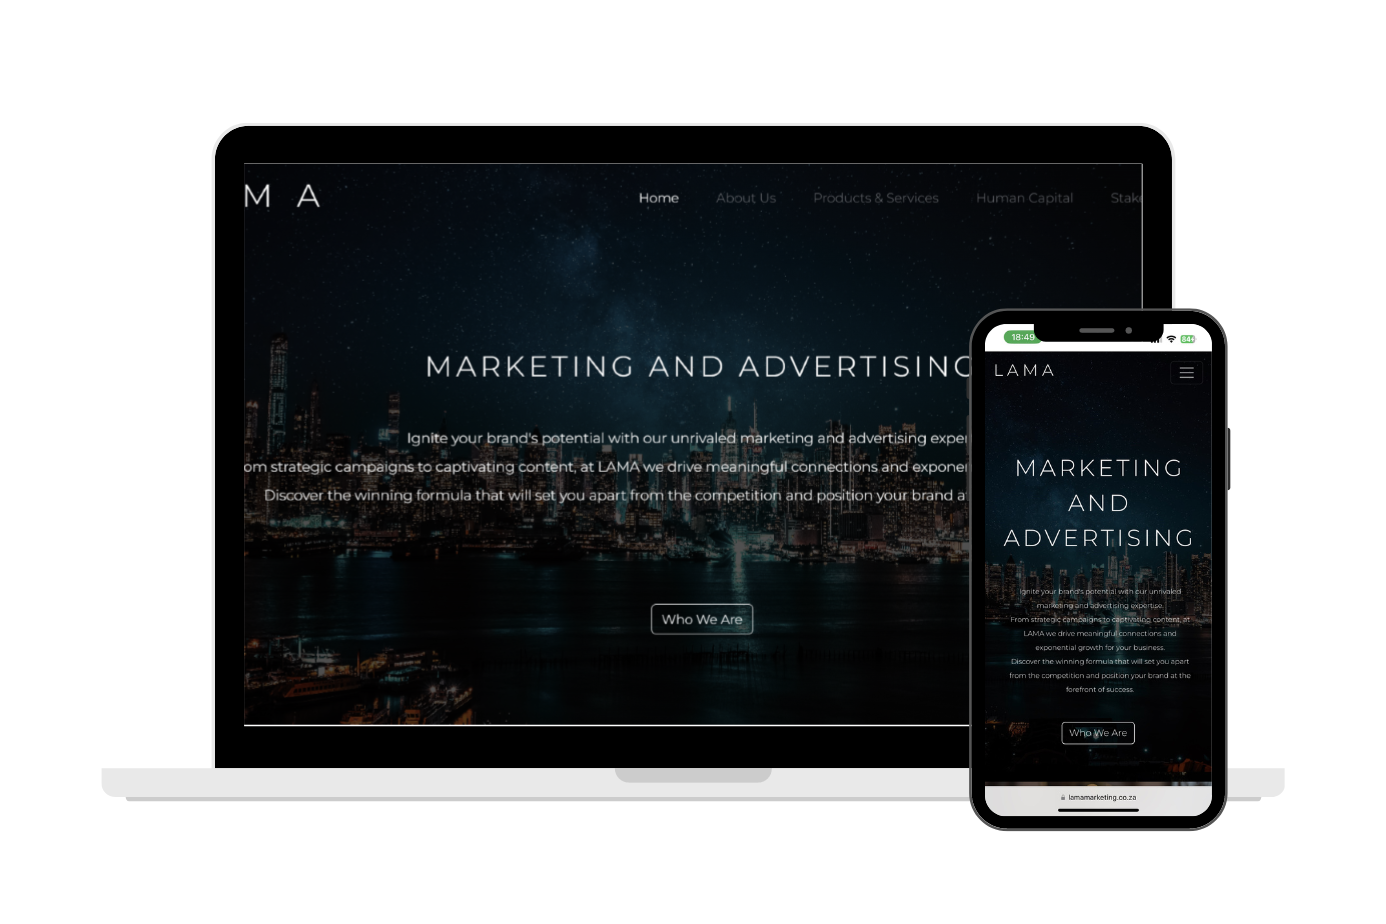 M A
Home About Us Products & Services Human Capital Stake
MARKETING AND ADVERTISING
Ignite your brand's potential with our unrivaled marketing and advertising exper
om strategic campaigns to captivating content, at LAMA we drive meaningful connections and exponen
Discover the winning formula that will set you apart from the competition and position your brand a
Who We Are
18:49
84
LAMA
MARKETING
AND
ADVERTISING
Ignite your brand's potential with our unrivaled
marketing and advertising expertise.
From strategic campaigns to captivating content, at
LAMA we drive meaningful connections and
exponential growth for your business.
Discover the winning formula that will set you apart
from the competition and position your brand at the
forefront of success.
Who We Are
lamamarketing.co.za